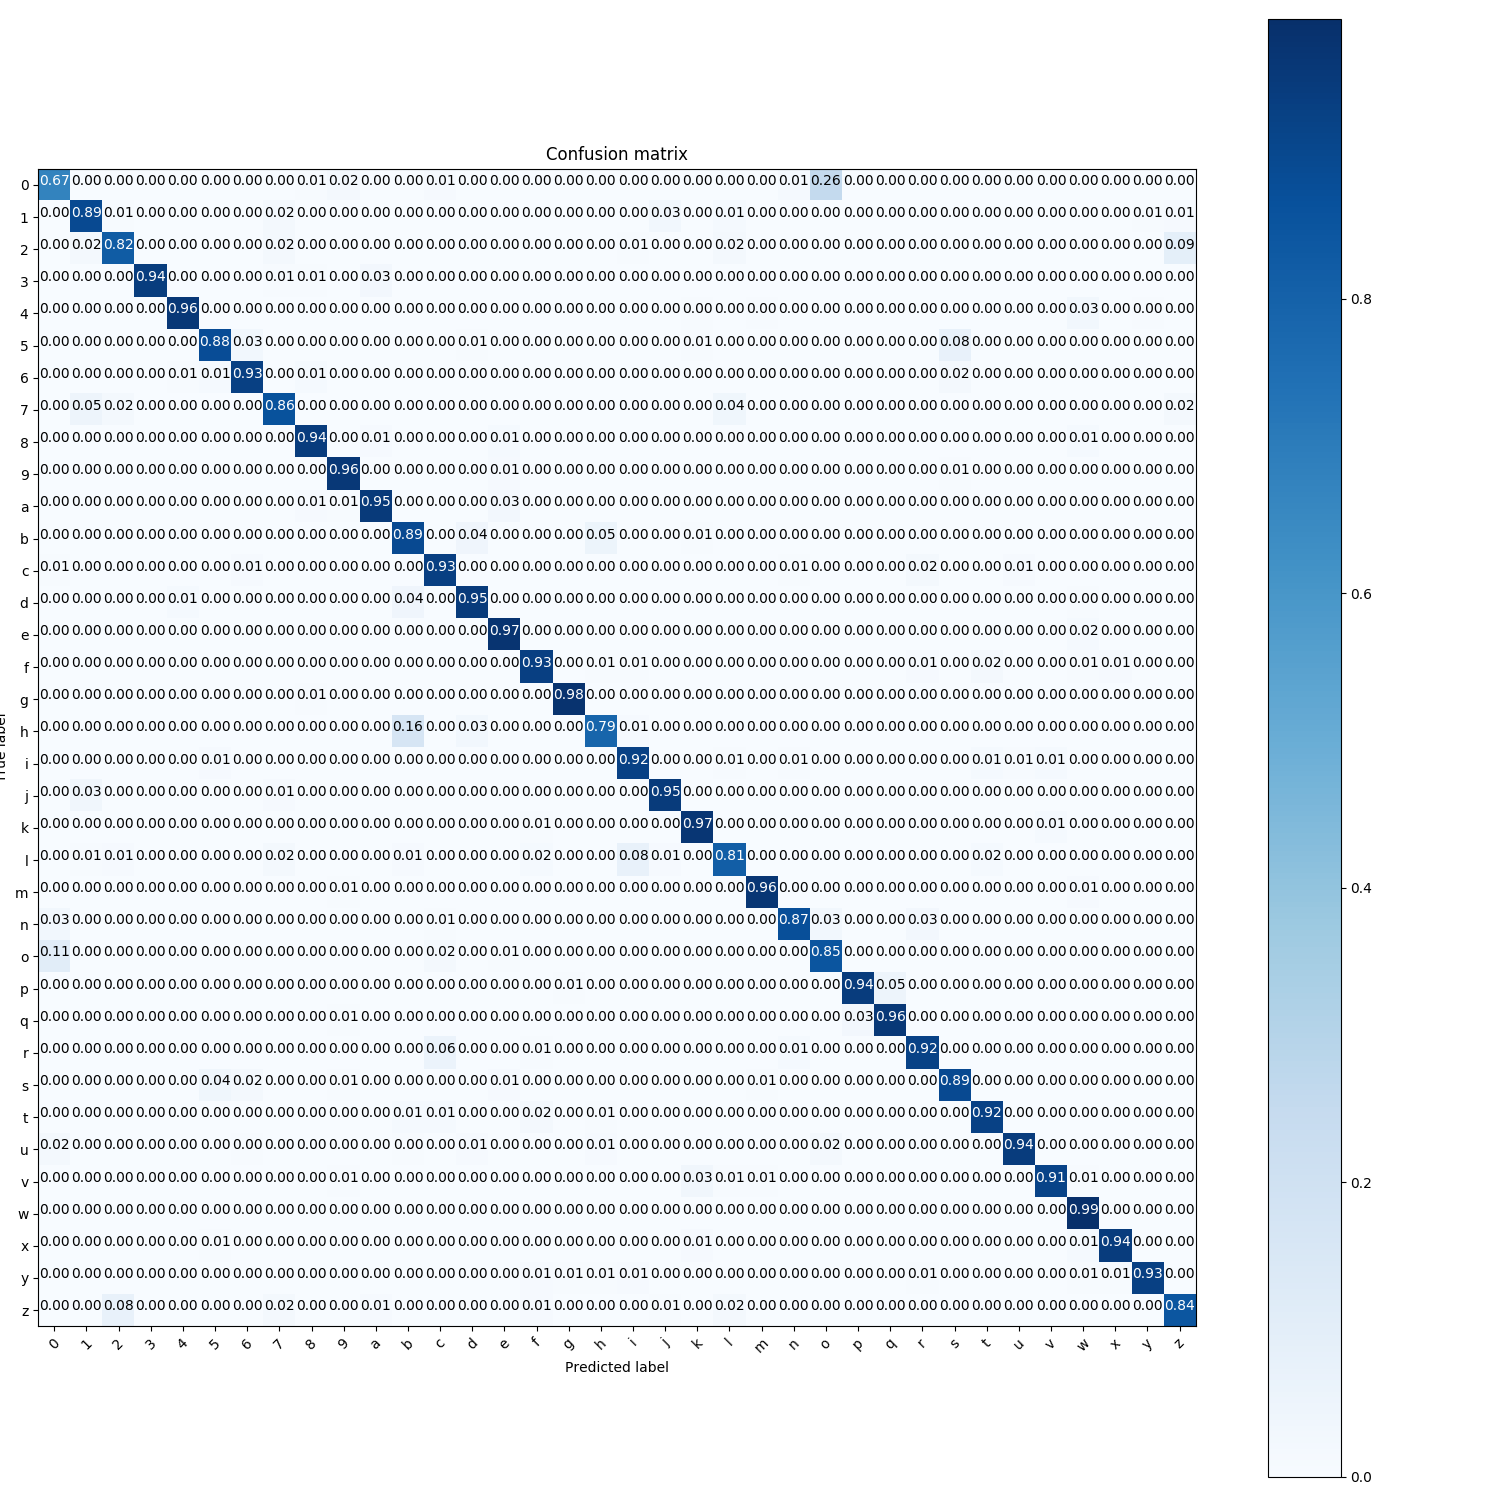 Confusion matrix
0 0.67 0.00 0.00 0.00 0.00 0.00 0.00 0.00 0.01 0.02 0.00 0.00 0.01 0.00 0.00 0.00 0.00 0.00 0.00 0.00 0.00 0.00 0.00 0.01 0.26 0.00 0.00 0.00 0.00 0.00 0.00 0.00 0.00 0.00 0.00 0.00
1 0.00 0.89 0.01 0.00 0.00 0.00 0.00 0.02 0.00 0.00 0.00 0.00 0.00 0.00 0.00 0.00 0.00 0.00 0.00 0.03 0.00 0.01 0.00 0.00 0.00 0.00 0.00 0.00 0.00 0.00 0.00 0.00 0.00 0.00 0.01 0.01
2 0.00 0.02 0.82 0.00 0.00 0.00 0.00 0.02 0.00 0.00 0.00 0.00 0.00 0.00 0.00 0.00 0.00 0.00 0.01 0.00 0.00 0.02 0.00 0.00 0.00 0.00 0.00 0.00 0.00 0.00 0.00 0.00 0.00 0.00 0.00 0.09
3 0.00 0.00 0.00 0.94 0.00 0.00 0.00 0.01 0.01 0.00 0.03 0.00 0.00 0.00 0.00 0.00 0.00 0.00 0.00 0.00 0.00 0.00 0.00 0.00 0.00 0.00 0.00 0.00 0.00 0.00 0.00 0.00 0.00 0.00 0.00 0.00
4 0.00 0.00 0.00 0.00 0.96 0.00 0.00 0.00 0.00 0.00 0.00 0.00 0.00 0.00 0.00 0.00 0.00 0.00 0.00 0.00 0.00 0.00 0.00 0.00 0.00 0.00 0.00 0.00 0.00 0.00 0.00 0.00 0.03 0.00 0.00 0.00
5 0.00 0.00 0.00 0.00 0.00 0.88 0.03 0.00 0.00 0.00 0.00 0.00 0.00 0.01 0.00 0.00 0.00 0.00 0.00 0.00 0.01 0.00 0.00 0.00 0.00 0.00 0.00 0.00 0.08 0.00 0.00 0.00 0.00 0.00 0.00 0.00
6 0.00 0.00 0.00 0.00 0.01 0.01 0.93 0.00 0.01 0.00 0.00 0.00 0.00 0.00 0.00 0.00 0.00 0.00 0.00 0.00 0.00 0.00 0.00 0.00 0.00 0.00 0.00 0.00 0.02 0.00 0.00 0.00 0.00 0.00 0.00 0.00
7 0.00 0.05 0.02 0.00 0.00 0.00 0.00 0.86 0.00 0.00 0.00 0.00 0.00 0.00 0.00 0.00 0.00 0.00 0.00 0.00 0.00 0.04 0.00 0.00 0.00 0.00 0.00 0.00 0.00 0.00 0.00 0.00 0.00 0.00 0.00 0.02
8 0.00 0.00 0.00 0.00 0.00 0.00 0.00 0.00 0.94 0.00 0.01 0.00 0.00 0.00 0.01 0.00 0.00 0.00 0.00 0.00 0.00 0.00 0.00 0.00 0.00 0.00 0.00 0.00 0.00 0.00 0.00 0.00 0.01 0.00 0.00 0.00
9 0.00 0.00 0.00 0.00 0.00 0.00 0.00 0.00 0.00 0.96 0.00 0.00 0.00 0.00 0.01 0.00 0.00 0.00 0.00 0.00 0.00 0.00 0.00 0.00 0.00 0.00 0.00 0.00 0.01 0.00 0.00 0.00 0.00 0.00 0.00 0.00
a 0.00 0.00 0.00 0.00 0.00 0.00 0.00 0.00 0.01 0.01 0.95 0.00 0.00 0.00 0.03 0.00 0.00 0.00 0.00 0.00 0.00 0.00 0.00 0.00 0.00 0.00 0.00 0.00 0.00 0.00 0.00 0.00 0.00 0.00 0.00 0.00
b 0.00 0.00 0.00 0.00 0.00 0.00 0.00 0.00 0.00 0.00 0.00 0.89 0.00 0.04 0.00 0.00 0.00 0.05 0.00 0.00 0.01 0.00 0.00 0.00 0.00 0.00 0.00 0.00 0.00 0.00 0.00 0.00 0.00 0.00 0.00 0.00
c 0.01 0.00 0.00 0.00 0.00 0.00 0.01 0.00 0.00 0.00 0.00 0.00 0.93 0.00 0.00 0.00 0.00 0.00 0.00 0.00 0.00 0.00 0.00 0.01 0.00 0.00 0.00 0.02 0.00 0.00 0.01 0.00 0.00 0.00 0.00 0.00
d 0.00 0.00 0.00 0.00 0.01 0.00 0.00 0.00 0.00 0.00 0.00 0.04 0.00 0.95 0.00 0.00 0.00 0.00 0.00 0.00 0.00 0.00 0.00 0.00 0.00 0.00 0.00 0.00 0.00 0.00 0.00 0.00 0.00 0.00 0.00 0.00
e 0.00 0.00 0.00 0.00 0.00 0.00 0.00 0.00 0.00 0.00 0.00 0.00 0.00 0.00 0.97 0.00 0.00 0.00 0.00 0.00 0.00 0.00 0.00 0.00 0.00 0.00 0.00 0.00 0.00 0.00 0.00 0.00 0.02 0.00 0.00 0.00
f 0.00 0.00 0.00 0.00 0.00 0.00 0.00 0.00 0.00 0.00 0.00 0.00 0.00 0.00 0.00 0.93 0.00 0.01 0.01 0.00 0.00 0.00 0.00 0.00 0.00 0.00 0.00 0.01 0.00 0.02 0.00 0.00 0.01 0.01 0.00 0.00
g 0.00 0.00 0.00 0.00 0.00 0.00 0.00 0.00 0.01 0.00 0.00 0.00 0.00 0.00 0.00 0.00 0.98 0.00 0.00 0.00 0.00 0.00 0.00 0.00 0.00 0.00 0.00 0.00 0.00 0.00 0.00 0.00 0.00 0.00 0.00 0.00
h 0.00 0.00 0.00 0.00 0.00 0.00 0.00 0.00 0.00 0.00 0.00 0.16 0.00 0.03 0.00 0.00 0.00 0.79 0.01 0.00 0.00 0.00 0.00 0.00 0.00 0.00 0.00 0.00 0.00 0.00 0.00 0.00 0.00 0.00 0.00 0.00
i 0.00 0.00 0.00 0.00 0.00 0.01 0.00 0.00 0.00 0.00 0.00 0.00 0.00 0.00 0.00 0.00 0.00 0.00 0.92 0.00 0.00 0.01 0.00 0.01 0.00 0.00 0.00 0.00 0.00 0.01 0.01 0.01 0.00 0.00 0.00 0.00
j 0.00 0.03 0.00 0.00 0.00 0.00 0.00 0.01 0.00 0.00 0.00 0.00 0.00 0.00 0.00 0.00 0.00 0.00 0.00 0.95 0.00 0.00 0.00 0.00 0.00 0.00 0.00 0.00 0.00 0.00 0.00 0.00 0.00 0.00 0.00 0.00
k 0.00 0.00 0.00 0.00 0.00 0.00 0.00 0.00 0.00 0.00 0.00 0.00 0.00 0.00 0.00 0.01 0.00 0.00 0.00 0.00 0.97 0.00 0.00 0.00 0.00 0.00 0.00 0.00 0.00 0.00 0.00 0.01 0.00 0.00 0.00 0.00
l 0.00 0.01 0.01 0.00 0.00 0.00 0.00 0.02 0.00 0.00 0.00 0.01 0.00 0.00 0.00 0.02 0.00 0.00 0.08 0.01 0.00 0.81 0.00 0.00 0.00 0.00 0.00 0.00 0.00 0.02 0.00 0.00 0.00 0.00 0.00 0.00
m 0.00 0.00 0.00 0.00 0.00 0.00 0.00 0.00 0.00 0.01 0.00 0.00 0.00 0.00 0.00 0.00 0.00 0.00 0.00 0.00 0.00 0.00 0.96 0.00 0.00 0.00 0.00 0.00 0.00 0.00 0.00 0.00 0.01 0.00 0.00 0.00
n 0.03 0.00 0.00 0.00 0.00 0.00 0.00 0.00 0.00 0.00 0.00 0.00 0.01 0.00 0.00 0.00 0.00 0.00 0.00 0.00 0.00 0.00 0.00 0.87 0.03 0.00 0.00 0.03 0.00 0.00 0.00 0.00 0.00 0.00 0.00 0.00
o 0.11 0.00 0.00 0.00 0.00 0.00 0.00 0.00 0.00 0.00 0.00 0.00 0.02 0.00 0.01 0.00 0.00 0.00 0.00 0.00 0.00 0.00 0.00 0.00 0.85 0.00 0.00 0.00 0.00 0.00 0.00 0.00 0.00 0.00 0.00 0.00
p 0.00 0.00 0.00 0.00 0.00 0.00 0.00 0.00 0.00 0.00 0.00 0.00 0.00 0.00 0.00 0.00 0.01 0.00 0.00 0.00 0.00 0.00 0.00 0.00 0.00 0.94 0.05 0.00 0.00 0.00 0.00 0.00 0.00 0.00 0.00 0.00
q 0.00 0.00 0.00 0.00 0.00 0.00 0.00 0.00 0.00 0.01 0.00 0.00 0.00 0.00 0.00 0.00 0.00 0.00 0.00 0.00 0.00 0.00 0.00 0.00 0.00 0.03 0.96 0.00 0.00 0.00 0.00 0.00 0.00 0.00 0.00 0.00
r 0.00 0.00 0.00 0.00 0.00 0.00 0.00 0.00 0.00 0.00 0.00 0.00 0.06 0.00 0.00 0.01 0.00 0.00 0.00 0.00 0.00 0.00 0.00 0.01 0.00 0.00 0.00 0.92 0.00 0.00 0.00 0.00 0.00 0.00 0.00 0.00
s 0.00 0.00 0.00 0.00 0.00 0.04 0.02 0.00 0.00 0.01 0.00 0.00 0.00 0.00 0.01 0.00 0.00 0.00 0.00 0.00 0.00 0.00 0.01 0.00 0.00 0.00 0.00 0.00 0.89 0.00 0.00 0.00 0.00 0.00 0.00 0.00
t 0.00 0.00 0.00 0.00 0.00 0.00 0.00 0.00 0.00 0.00 0.00 0.01 0.01 0.00 0.00 0.02 0.00 0.01 0.00 0.00 0.00 0.00 0.00 0.00 0.00 0.00 0.00 0.00 0.00 0.92 0.00 0.00 0.00 0.00 0.00 0.00
u 0.02 0.00 0.00 0.00 0.00 0.00 0.00 0.00 0.00 0.00 0.00 0.00 0.00 0.01 0.00 0.00 0.00 0.01 0.00 0.00 0.00 0.00 0.00 0.00 0.02 0.00 0.00 0.00 0.00 0.00 0.94 0.00 0.00 0.00 0.00 0.00
v 0.00 0.00 0.00 0.00 0.00 0.00 0.00 0.00 0.00 0.01 0.00 0.00 0.00 0.00 0.00 0.00 0.00 0.00 0.00 0.00 0.03 0.01 0.01 0.00 0.00 0.00 0.00 0.00 0.00 0.00 0.00 0.91 0.01 0.00 0.00 0.00
w 0.00 0.00 0.00 0.00 0.00 0.00 0.00 0.00 0.00 0.00 0.00 0.00 0.00 0.00 0.00 0.00 0.00 0.00 0.00 0.00 0.00 0.00 0.00 0.00 0.00 0.00 0.00 0.00 0.00 0.00 0.00 0.00 0.99 0.00 0.00 0.00
x 0.00 0.00 0.00 0.00 0.00 0.01 0.00 0.00 0.00 0.00 0.00 0.00 0.00 0.00 0.00 0.00 0.00 0.00 0.00 0.00 0.01 0.00 0.00 0.00 0.00 0.00 0.00 0.00 0.00 0.00 0.00 0.00 0.01 0.94 0.00 0.00
y 0.00 0.00 0.00 0.00 0.00 0.00 0.00 0.00 0.00 0.00 0.00 0.00 0.00 0.00 0.00 0.01 0.01 0.01 0.01 0.00 0.00 0.00 0.00 0.00 0.00 0.00 0.00 0.01 0.00 0.00 0.00 0.00 0.01 0.01 0.93 0.00
z 0.00 0.00 0.08 0.00 0.00 0.00 0.00 0.02 0.00 0.00 0.01 0.00 0.00 0.00 0.00 0.01 0.00 0.00 0.00 0.01 0.00 0.02 0.00 0.00 0.00 0.00 0.00 0.00 0.00 0.00 0.00 0.00 0.00 0.00 0.00 0.84
0 1 2 3 4 5 6 7 8 9 a b c d e f g h i j k l m n o p q r s t u v w x y z
Predicted label
True label
0.8
0.6
0.4
0.2
0.0